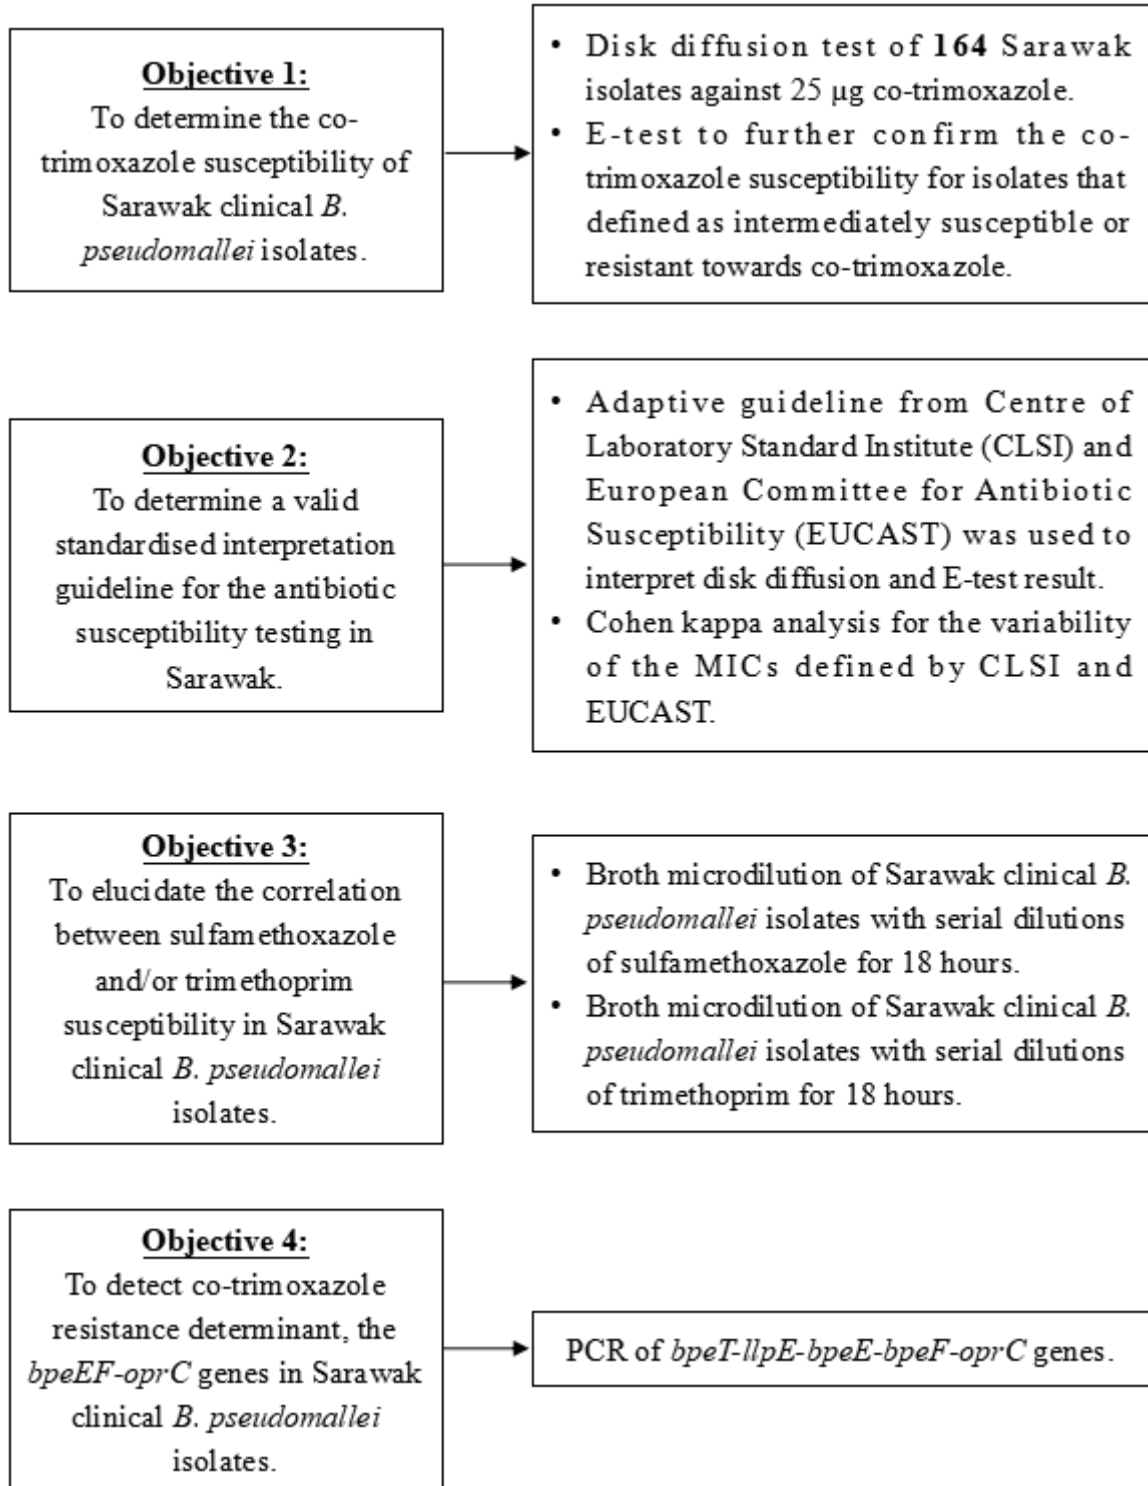 Objective 1:
To determine the co-
trimoxazole susceptibility of
Sarawak clinical B.
pseudomallei isolates.
• Disk diffusion test of 164 Sarawak
isolates against 25 µg co-trimoxazole.
• E-test to further confirm the co-
trimoxazole susceptibility for isolates that
defined as intermediately susceptible or
resistant towards co-trimoxazole.
Objective 2:
To determine a valid
standardised interpretation
guideline for the antibiotic
susceptibility testing in
Sarawak.
• Adaptive guideline from Centre of
Laboratory Standard Institute (CLSI) and
European Committee for Antibiotic
Susceptibility (EUCAST) was used to
interpret disk diffusion and E-test result.
• Cohen kappa analysis for the variability
of the MICs defined by CLSI and
EUCAST.
Objective 3:
To elucidate the correlation
between sulfamethoxazole
and/or trimethoprim
susceptibility in Sarawak
clinical B. pseudomallei
isolates.
• Broth microdilution of Sarawak clinical B.
pseudomallei isolates with serial dilutions
of sulfamethoxazole for 18 hours.
• Broth microdilution of Sarawak clinical B.
pseudomallei isolates with serial dilutions
of trimethoprim for 18 hours.
Objective 4:
To detect co-trimoxazole
resistance determinant, the
bpeEF-oprC genes in Sarawak
clinical B. pseudomallei
isolates.
PCR of bpeT-llpE-bpeE-bpeF-oprC genes.